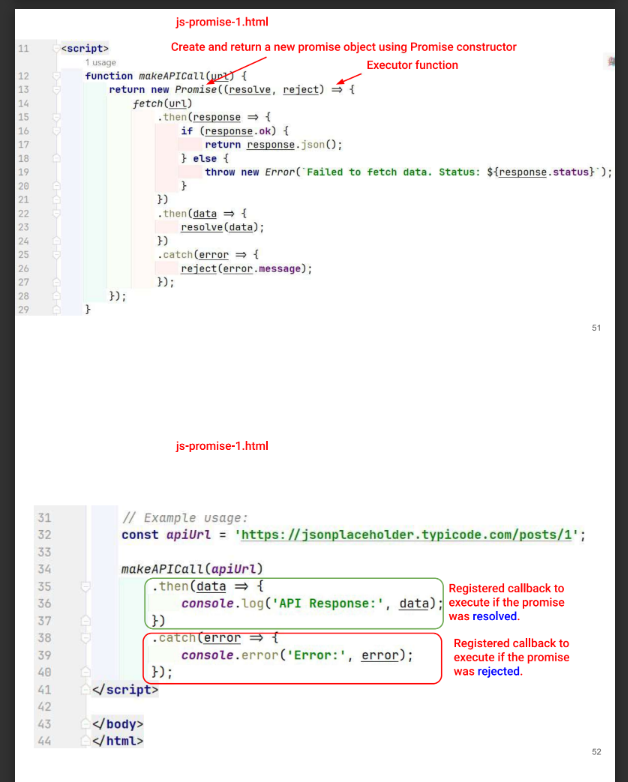 js-promise-1.html
Create and return a new promise object using Promise constructor
Executor function
11 <script>
1 usage
12 function makeAPICall(url) {
13 return new Promise((resolve, reject) ⇒ {
14 fetch(url)
15 .then(response ⇒ {
16 if (response.ok) {
17 return response.json();
18 } else {
19 throw new Error(`Failed to fetch data. Status: ${response.status}`);
20 }
21 })
22 .then(data ⇒ {
23 resolve(data);
24 })
25 .catch(error ⇒ {
26 reject(error.message);
27 });
28 });
29 }
51
js-promise-1.html
31 // Example usage:
32 const apiUrl = 'https://jsonplaceholder.typicode.com/posts/1';
33
34 makeAPICall(apiUrl)
35 .then(data ⇒ {
36 console.log('API Response:', data);
37 })
38 .catch(error ⇒ {
39 console.error('Error:', error);
40 });
41 </script>
42
43 </body>
44 </html>
Registered callback to
execute if the promise
was resolved.
Registered callback to
execute if the promise
was rejected.
52